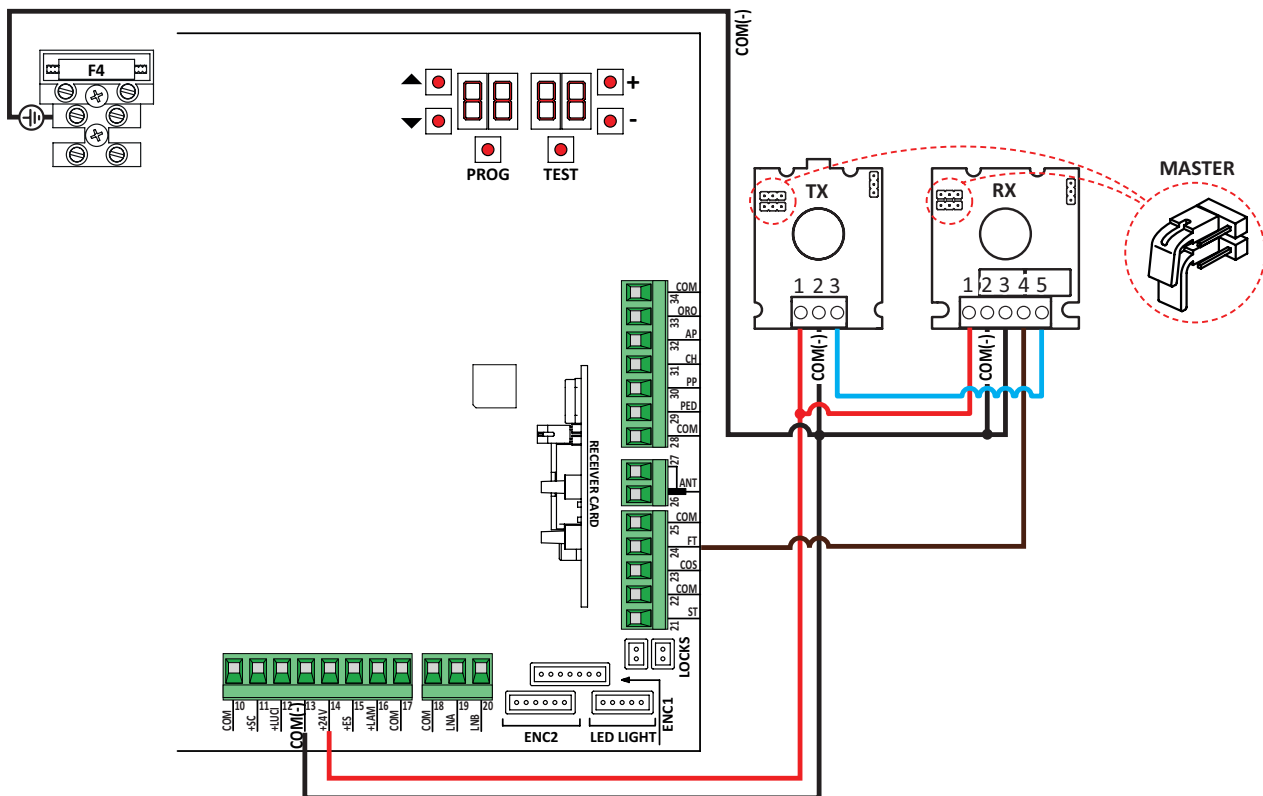 COM(-)
F4
+
-
PROG
TEST
TX
RX
MASTER
1 2 3
1 2 3 4 5
COM(-)
COM(-)
COM
34
ORO
33
AP
32
CH
31
PP
30
PED
29
COM
28
27
ANT
26
COM
25
FT
24
COS
23
COM
22
ST
21
RECEIVER CARD
LOCKS
ENC1
ENC2
LED LIGHT
10 11 12 13 14 15 16 17
COM +SC +LUCI COM(-) +24V +ES +LAM COM
18 19 20
COM LNA LNB